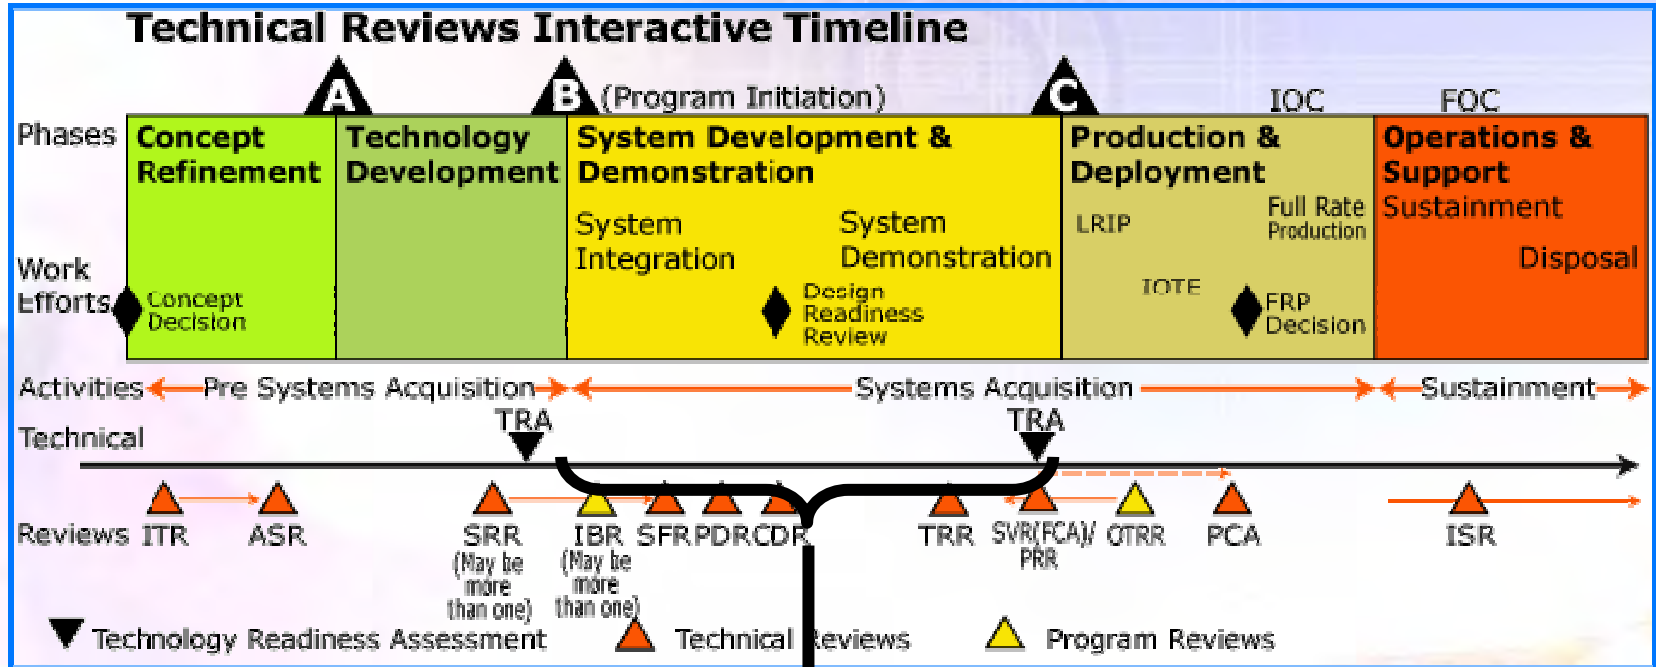 Technical Reviews Interactive Timeline
A
B
(Program Initiation)
C
IOC
FOC
Phases
Concept
Refinement
Technology
Development
System Development &
Demonstration
Production &
Deployment
Operations &
Support
System
Integration
System
Demonstration
LRIP
Full Rate
Production
Sustainment
Disposal
Work
Efforts
Concept
Decision
Design
Readiness
Review
IOTE
FRP
Decision
Activities
Pre Systems Acquisition
Systems Acquisition
Sustainment
TRA
TRA
Technical
Reviews
ITR
ASR
SRR
(May be
more
than one)
IBR
(May be
more
than one)
SFR
PDR
CDR
TRR
SVR(FCA)/
PRR
OTRR
PCA
ISR
Technology Readiness Assessment
Technical Reviews
Program Reviews